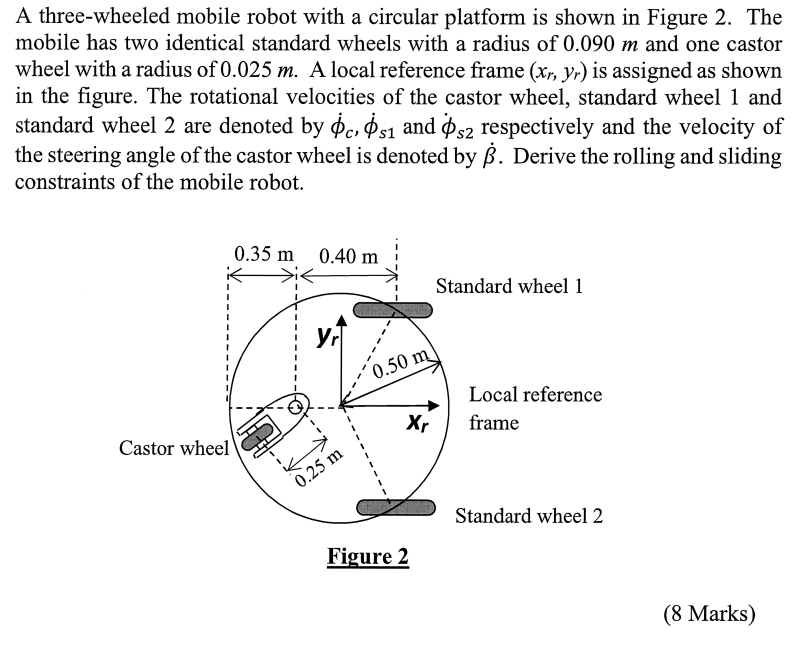 A three-wheeled mobile robot with a circular platform is shown in Figure 2. The
mobile has two identical standard wheels with a radius of 0.090 m and one castor
wheel with a radius of 0.025 m. A local reference frame (xᵣ, yᵣ) is assigned as shown
in the figure. The rotational velocities of the castor wheel, standard wheel 1 and
standard wheel 2 are denoted by ϕ̇c, ϕ̇s1 and ϕ̇s2 respectively and the velocity of
the steering angle of the castor wheel is denoted by β̇. Derive the rolling and sliding
constraints of the mobile robot.
0.35 m 0.40 m
Standard wheel 1
yr
0.50 m
Local reference
frame
xr
Castor wheel
0.25 m
Standard wheel 2
Figure 2
(8 Marks)